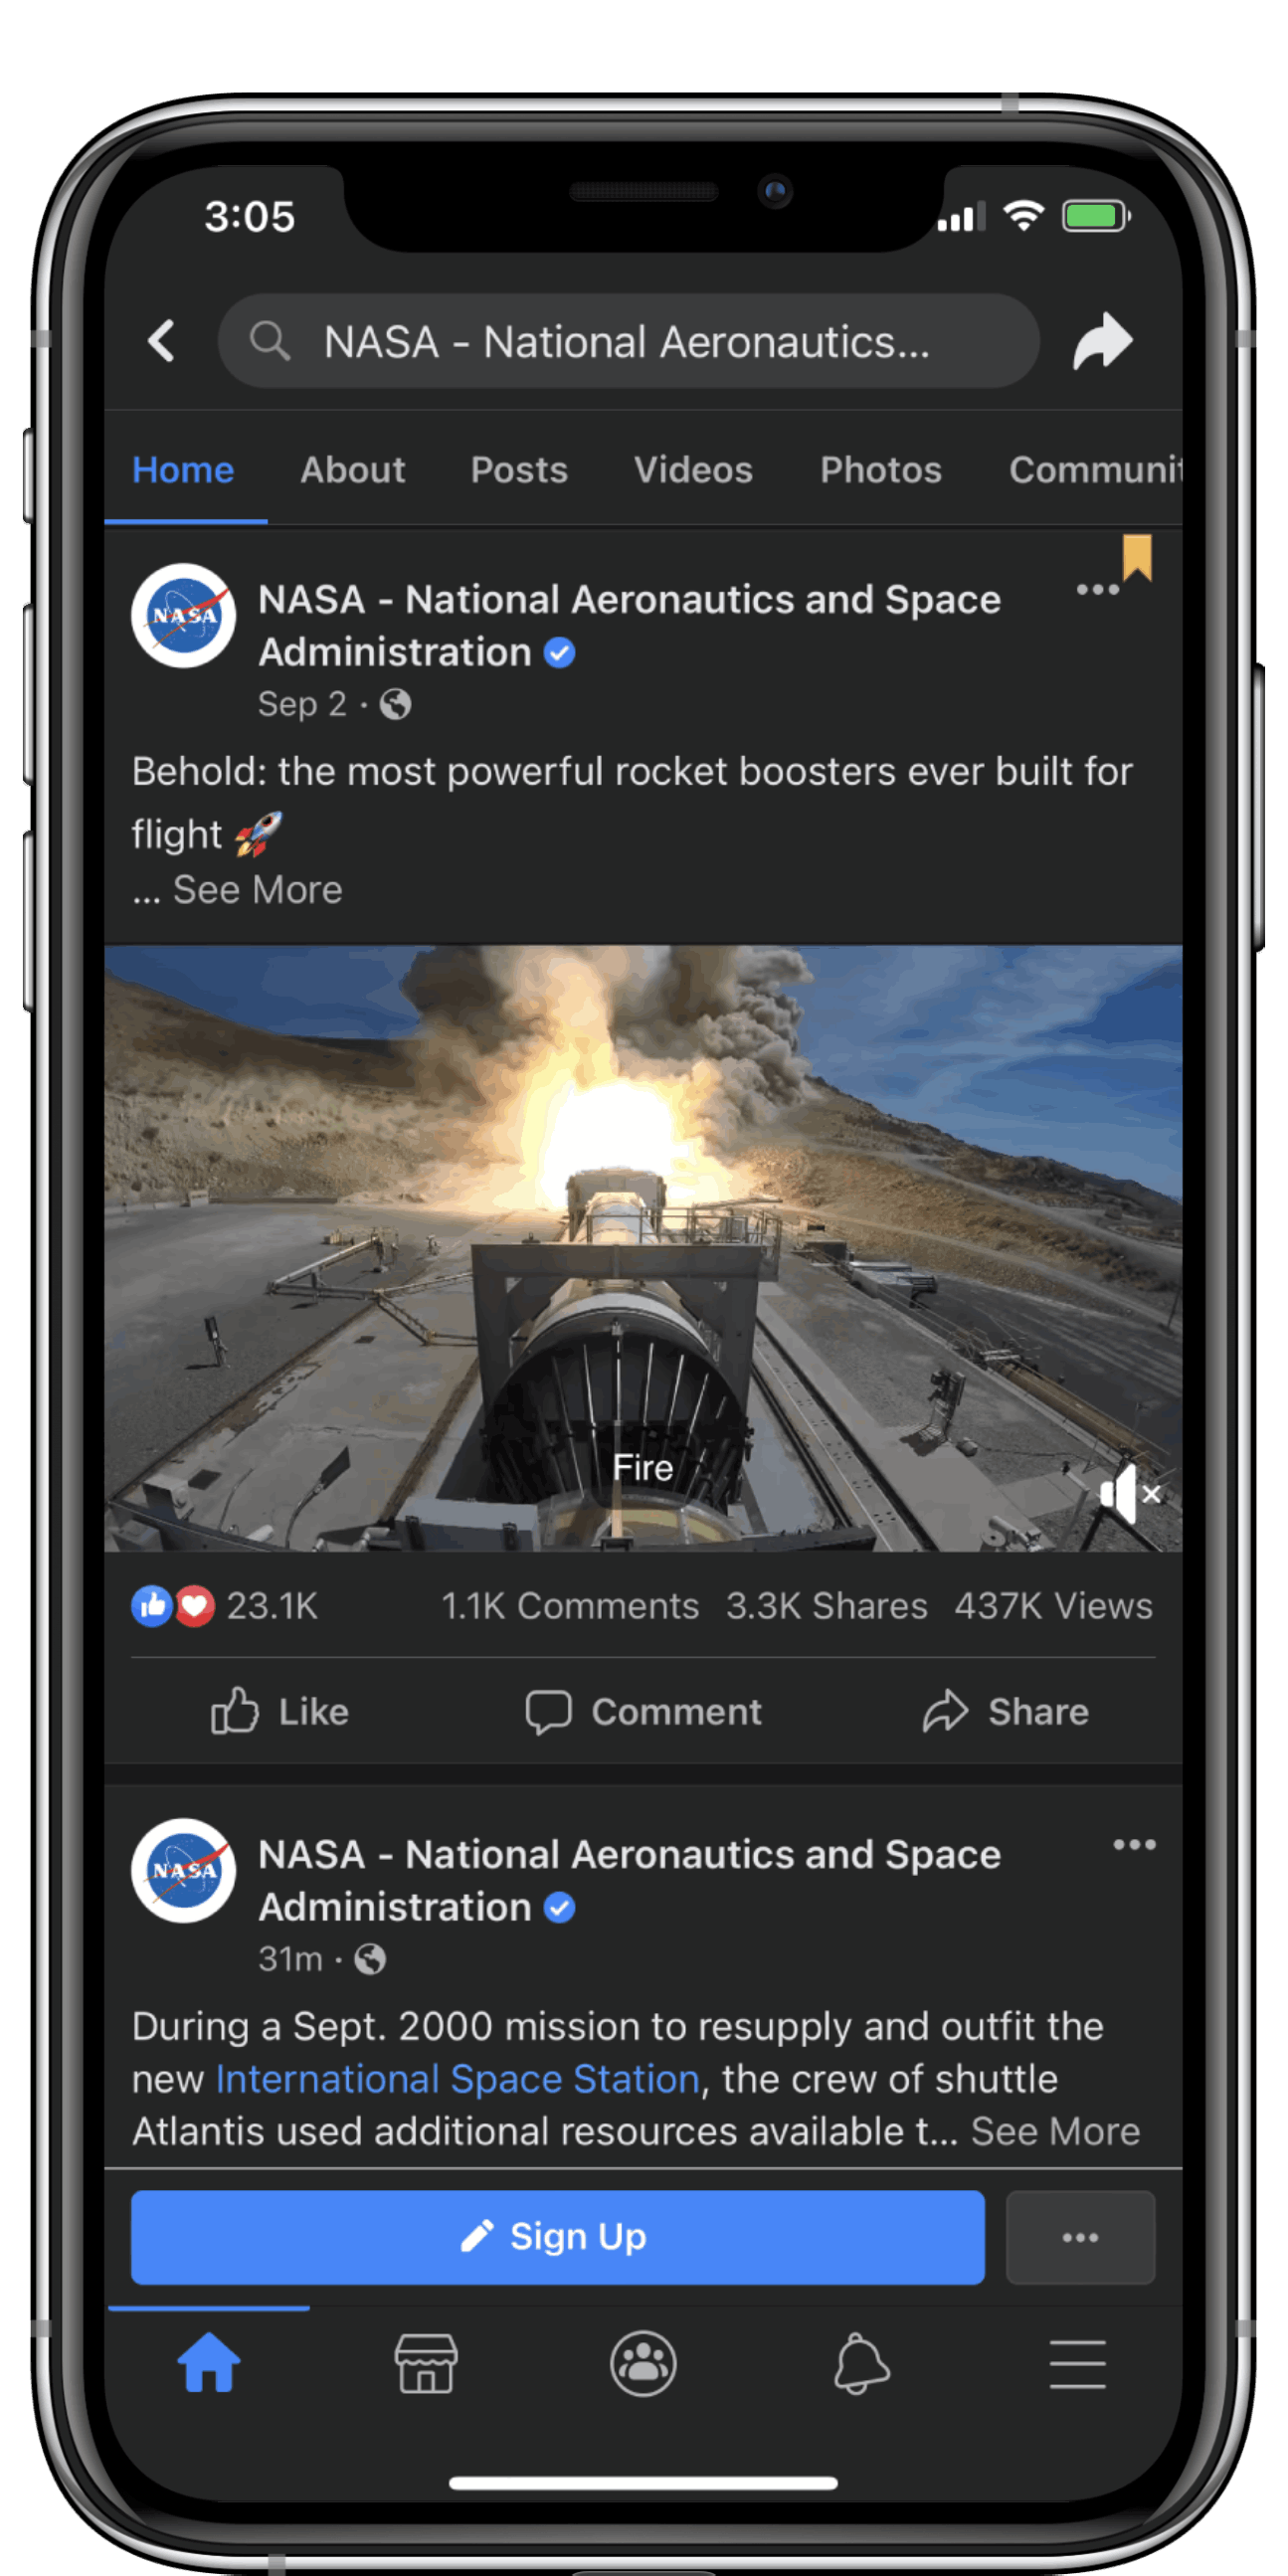 3:05
NASA - National Aeronautics...
Home About Posts Videos Photos Communit
NASA
NASA - National Aeronautics and Space
Administration
Sep 2 ·
Behold: the most powerful rocket boosters ever built for
flight 🚀
... See More
Fire
23.1K 1.1K Comments 3.3K Shares 437K Views
Like Comment Share
NASA
NASA - National Aeronautics and Space
Administration
31m ·
During a Sept. 2000 mission to resupply and outfit the
new International Space Station, the crew of shuttle
Atlantis used additional resources available t... See More
Sign Up